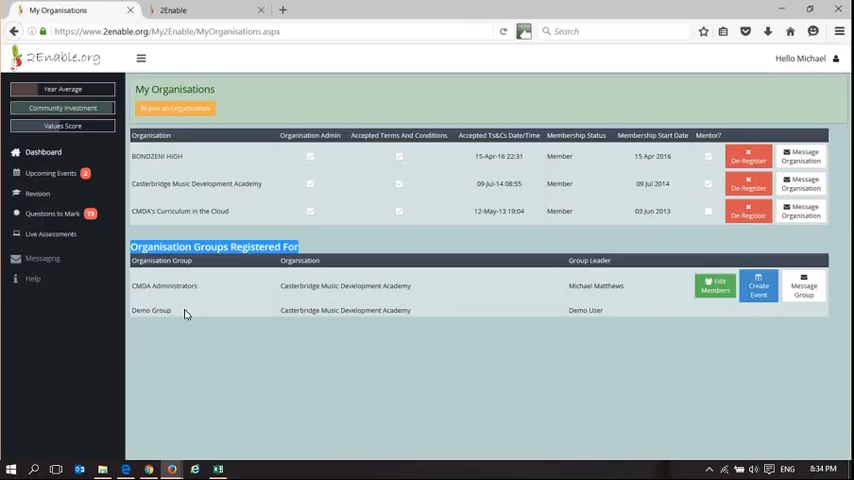 My Organisations
2Enable
https://www.2enable.org/My2Enable/MyOrganisations.aspx
Search
2Enable.org
Hello Michael
Year Average
Community Investment
Values Score
Dashboard
Upcoming Events 2
Revision
Questions to Mark 73
Live Assessments
Messaging
Help
My Organisations
Join an Organisation
Organisation Organisation Admin Accepted Terms And Conditions Accepted Ts&Cs Date/Time Membership Status Membership Start Date Mentor?
BONDZENI HIGH 15-Apr-16 22:31 Member 15 Apr 2016 De-Register Message Organisation
Casterbridge Music Development Academy 09-Jul-14 08:55 Member 09 Jul 2014 De-Register Message Organisation
CMDA's Curriculum in the Cloud 12-May-13 19:04 Member 03 Jun 2013 De-Register Message Organisation
Organisation Groups Registered For
Organisation Group Organisation Group Leader
CMDA Administrators Casterbridge Music Development Academy Michael Matthews Edit Members Create Event Message Group
Demo Group Casterbridge Music Development Academy Demo User
ENG 8:34 PM